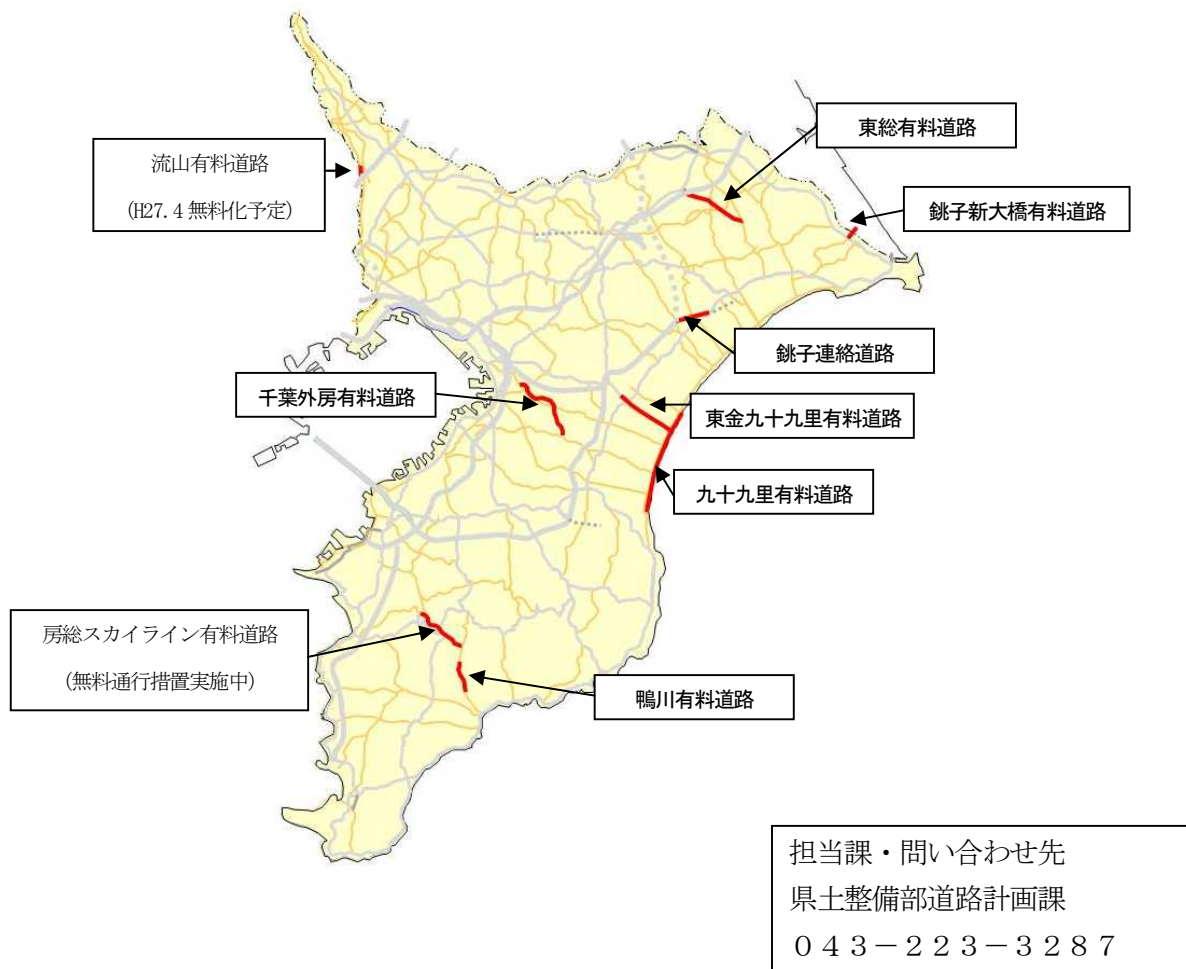 東総有料道路
流山有料道路
(H27.4 無料化予定)
銚子新大橋有料道路
銚子連絡道路
千葉外房有料道路
東金九十九里有料道路
九十九里有料道路
房総スカイライン有料道路
(無料通行措置実施中)
鴨川有料道路
担当課・問い合わせ先
県土整備部道路計画課
０４３－２２３－３２８７